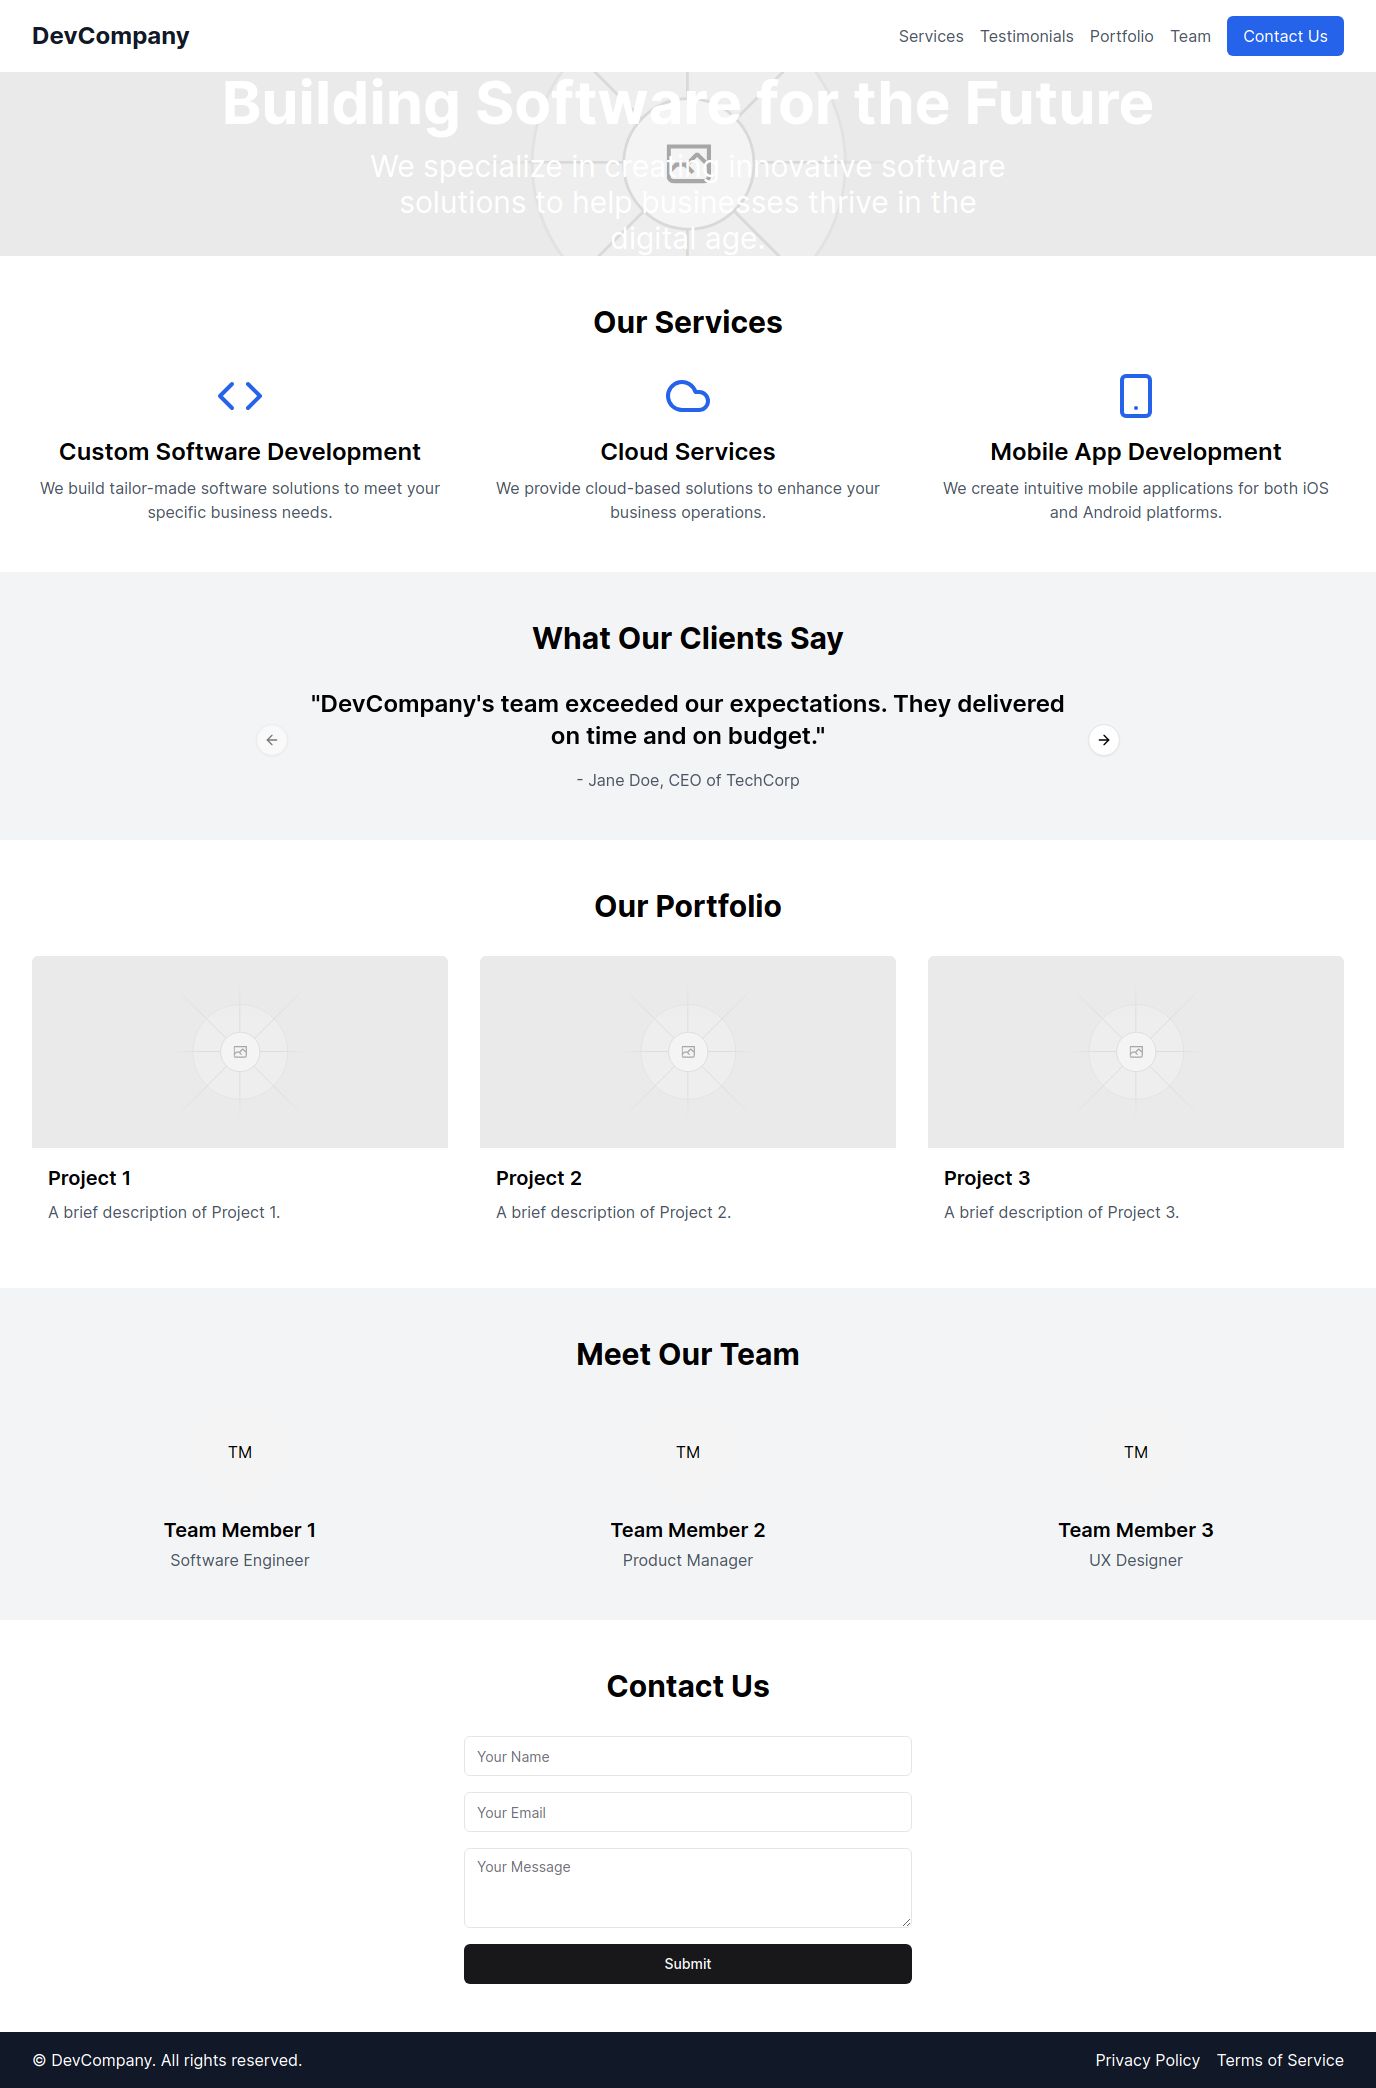 DevCompany
Services Testimonials Portfolio Team Contact Us
Building Software for the Future
We specialize in creating innovative software
solutions to help businesses thrive in the
digital age.
Our Services
Custom Software Development
We build tailor-made software solutions to meet your
specific business needs.
Cloud Services
We provide cloud-based solutions to enhance your
business operations.
Mobile App Development
We create intuitive mobile applications for both iOS
and Android platforms.
What Our Clients Say
"DevCompany's team exceeded our expectations. They delivered
on time and on budget."
- Jane Doe, CEO of TechCorp
Our Portfolio
Project 1
A brief description of Project 1.
Project 2
A brief description of Project 2.
Project 3
A brief description of Project 3.
Meet Our Team
TM
Team Member 1
Software Engineer
TM
Team Member 2
Product Manager
TM
Team Member 3
UX Designer
Contact Us
Your Name
Your Email
Your Message
Submit
© DevCompany. All rights reserved.
Privacy Policy Terms of Service